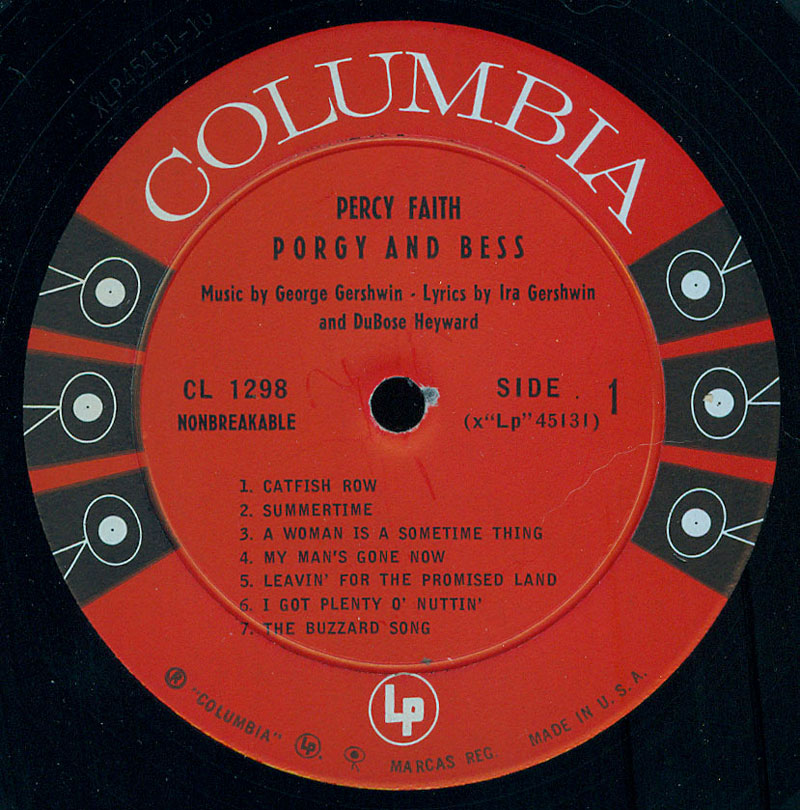 XLP45131-1
COLUMBIA
PERCY FAITH
PORGY AND BESS
Music by George Gershwin · Lyrics by Ira Gershwin
and DuBose Heyward
CL 1298
NONBREAKABLE
SIDE 1
(x"Lp"45131)
1. CATFISH ROW
2. SUMMERTIME
3. A WOMAN IS A SOMETIME THING
4. MY MAN'S GONE NOW
5. LEAVIN' FOR THE PROMISED LAND
6. I GOT PLENTY O' NUTTIN'
7. THE BUZZARD SONG
Lp
® "COLUMBIA" Lp. MARCAS REG. MADE IN U.S.A.